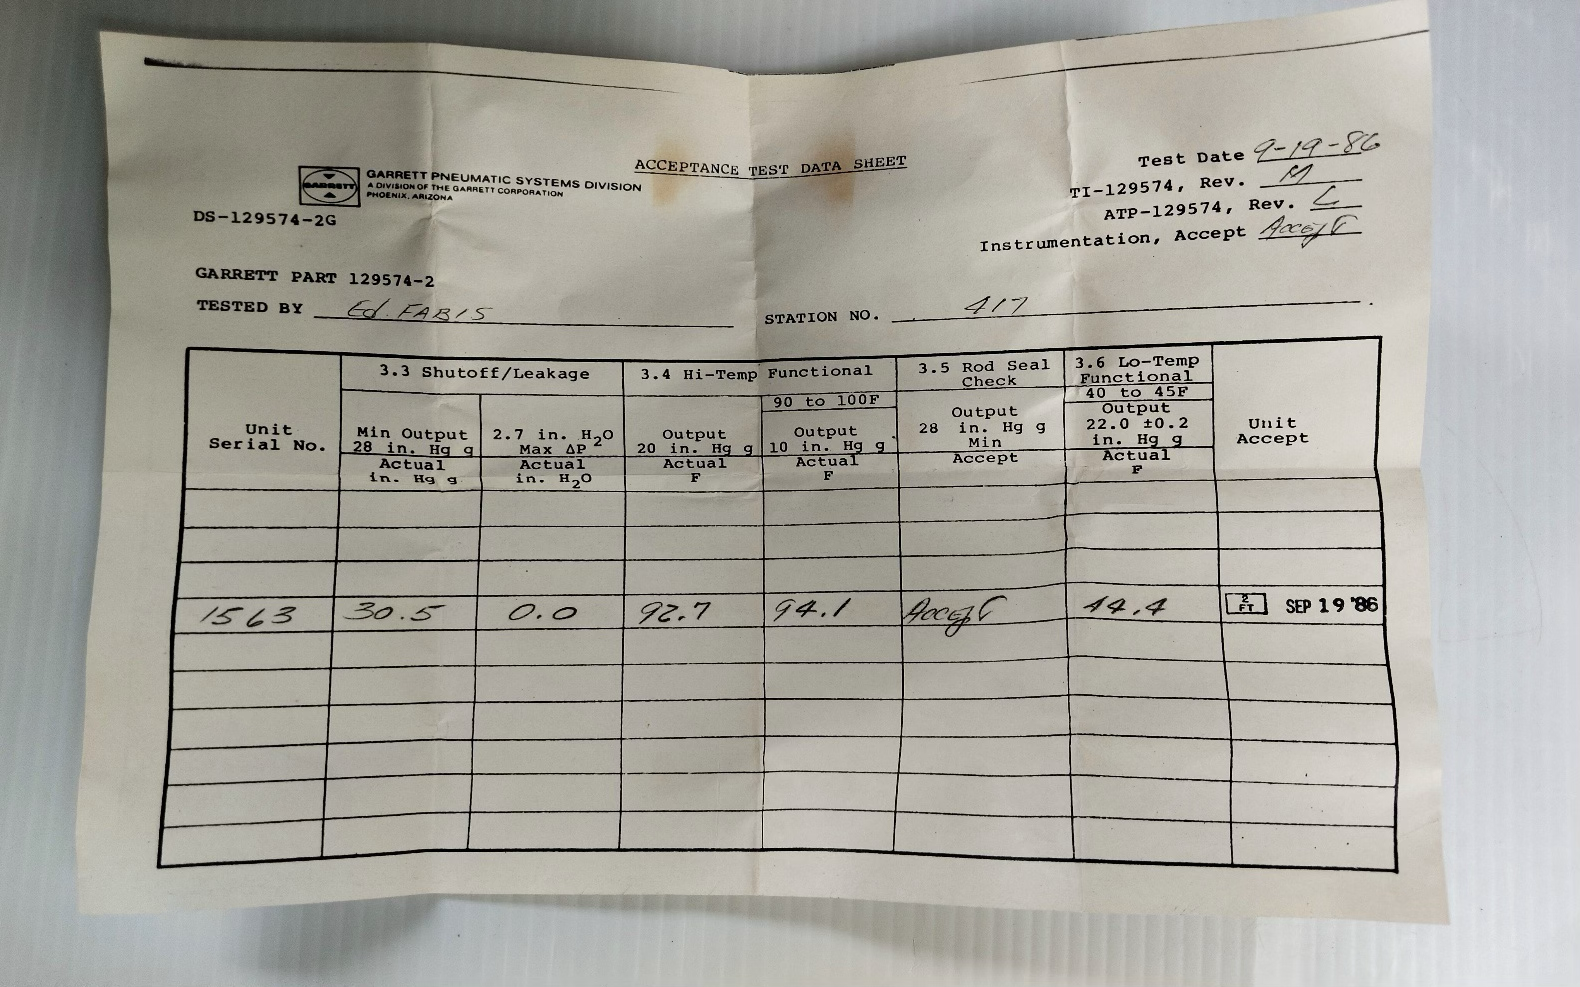 ACCEPTANCE TEST DATA SHEET
Test Date 9-19-86
TI-129574, Rev. M
ATP-129574, Rev. L
Instrumentation, Accept Accept
GARRETT
GARRETT PNEUMATIC SYSTEMS DIVISION
A DIVISION OF THE GARRETT CORPORATION
PHOENIX, ARIZONA
DS-129574-2G
GARRETT PART 129574-2
TESTED BY Ed. FABIS
STATION NO. 417
Unit
Serial No.
3.3 Shutoff/Leakage
Min Output
28 in. Hg g
Actual
in. Hg g
2.7 in. H2O
Max ΔP
Actual
in. H2O
3.4 Hi-Temp Functional
Output
20 in. Hg g
Actual
F
90 to 100F
Output
10 in. Hg g
Actual
F
3.5 Rod Seal
Check
Output
28 in. Hg g
Min
Accept
3.6 Lo-Temp
Functional
40 to 45F
Output
22.0 ±0.2
in. Hg g
Actual
F
Unit
Accept
1563 30.5 0.0 92.7 94.1 Accept 44.4 2 FT SEP 19 '86